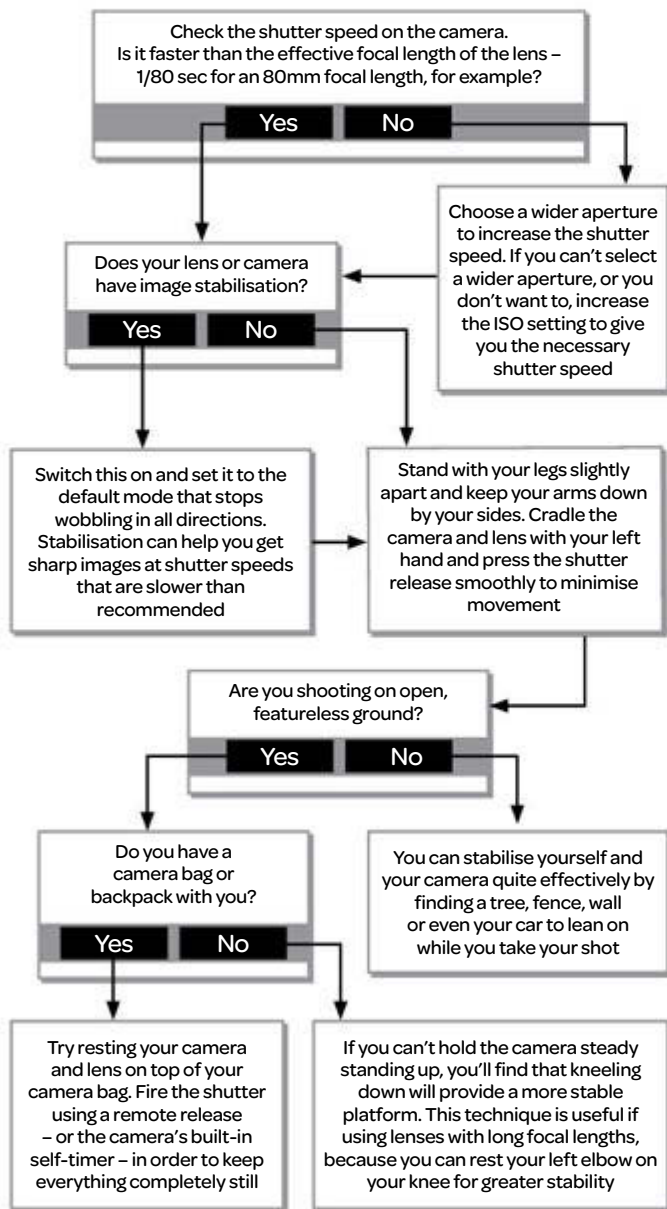 Check the shutter speed on the camera.
Is it faster than the effective focal length of the lens –
1/80 sec for an 80mm focal length, for example?
Yes
No
Choose a wider aperture
to increase the shutter
speed. If you can't select
a wider aperture, or you
don't want to, increase
the ISO setting to give
you the necessary
shutter speed
Does your lens or camera
have image stabilisation?
Yes
No
Switch this on and set it to the
default mode that stops
wobbling in all directions.
Stabilisation can help you get
sharp images at shutter speeds
that are slower than
recommended
Stand with your legs slightly
apart and keep your arms down
by your sides. Cradle the
camera and lens with your left
hand and press the shutter
release smoothly to minimise
movement
Are you shooting on open,
featureless ground?
Yes
No
Do you have a
camera bag or
backpack with you?
Yes
No
You can stabilise yourself and
your camera quite effectively by
finding a tree, fence, wall
or even your car to lean on
while you take your shot
Try resting your camera
and lens on top of your
camera bag. Fire the shutter
using a remote release
– or the camera's built-in
self-timer – in order to keep
everything completely still
If you can't hold the camera steady
standing up, you'll find that kneeling
down will provide a more stable
platform. This technique is useful if
using lenses with long focal lengths,
because you can rest your left elbow on
your knee for greater stability